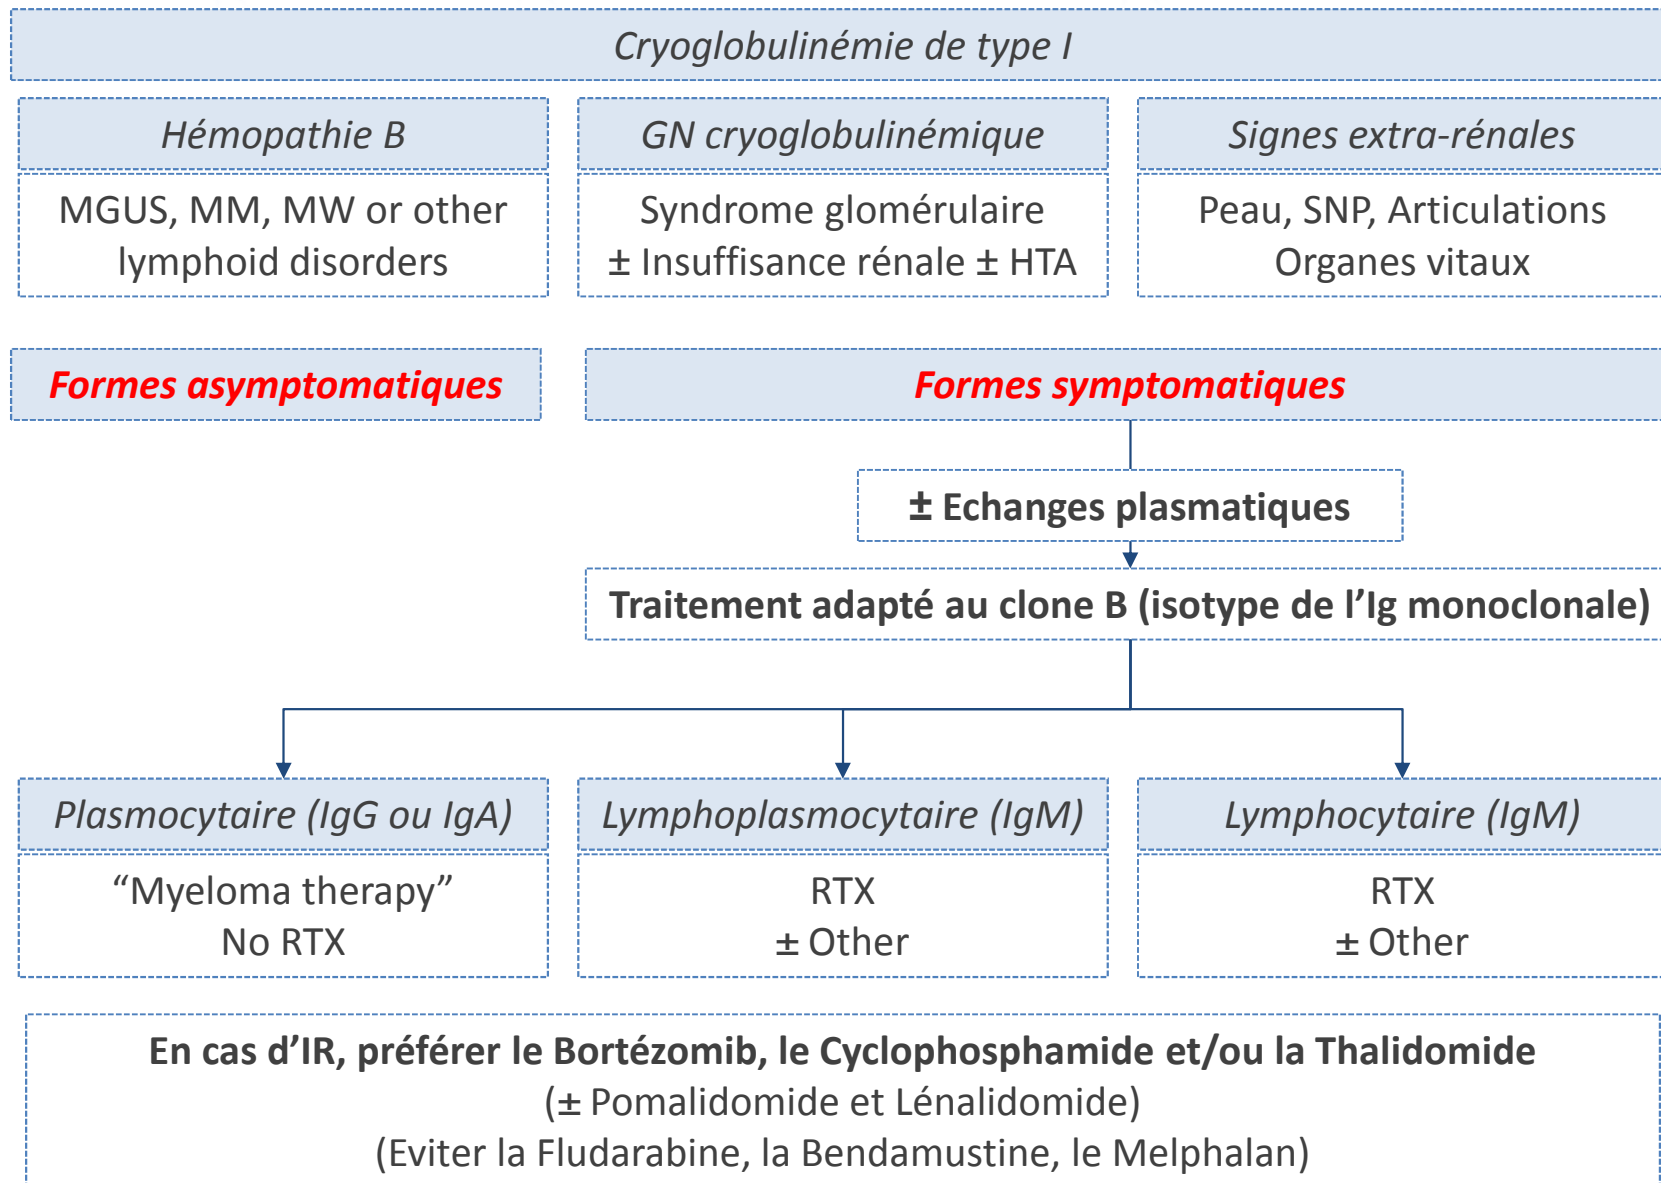 Cryoglobulinémie de type I
Hémopathie B
MGUS, MM, MW or other
lymphoid disorders
GN cryoglobulinémique
Syndrome glomérulaire
± Insuffisance rénale ± HTA
Signes extra-rénales
Peau, SNP, Articulations
Organes vitaux
Formes asymptomatiques
Formes symptomatiques
± Echanges plasmatiques
Traitement adapté au clone B (isotype de l’Ig monoclonale)
Plasmocytaire (IgG ou IgA)
“Myeloma therapy”
No RTX
Lymphoplasmocytaire (IgM)
RTX
± Other
Lymphocytaire (IgM)
RTX
± Other
En cas d’IR, préférer le Bortézomib, le Cyclophosphamide et/ou la Thalidomide
(± Pomalidomide et Lénalidomide)
(Eviter la Fludarabine, la Bendamustine, le Melphalan)